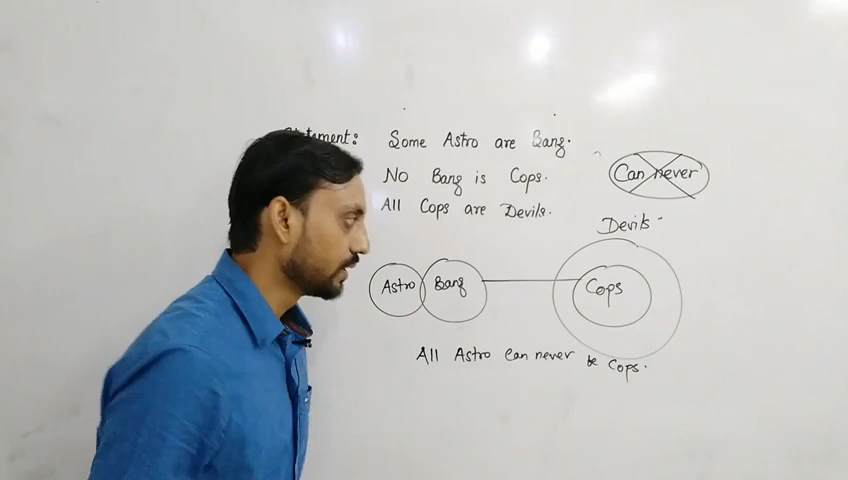 Statement: Some Astro are Bang.
No Bang is Cops.
Can never
All Cops are Devils.
Devils
Astro Bang Cops
All Astro can never be Cops.